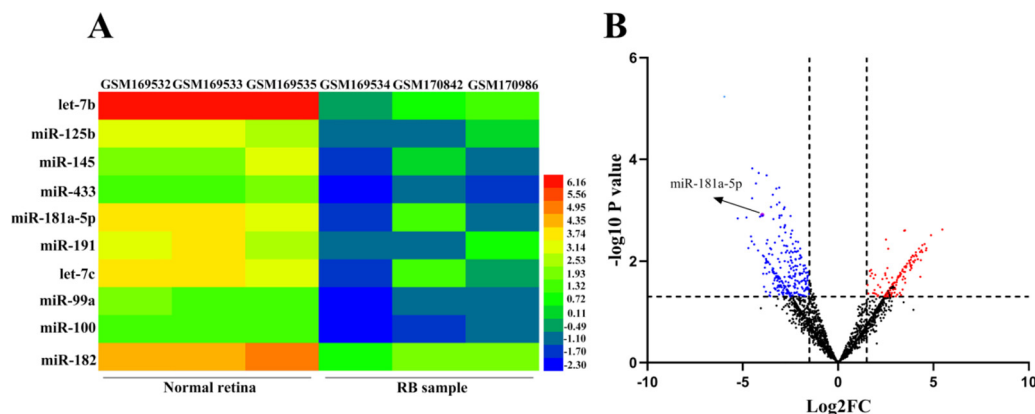 A
GSM169532 GSM169533 GSM169535 GSM169534 GSM170842 GSM170986
let-7b
miR-125b
miR-145
miR-433
miR-181a-5p
miR-191
let-7c
miR-99a
miR-100
miR-182
6.16
5.56
4.95
4.35
3.74
3.14
2.53
1.93
1.32
0.72
0.11
-0.49
-1.10
-1.70
-2.30
Normal retina RB sample
B
-log10 P value
6
4
2
0
miR-181a-5p
-10 -5 0 5 10
Log2FC